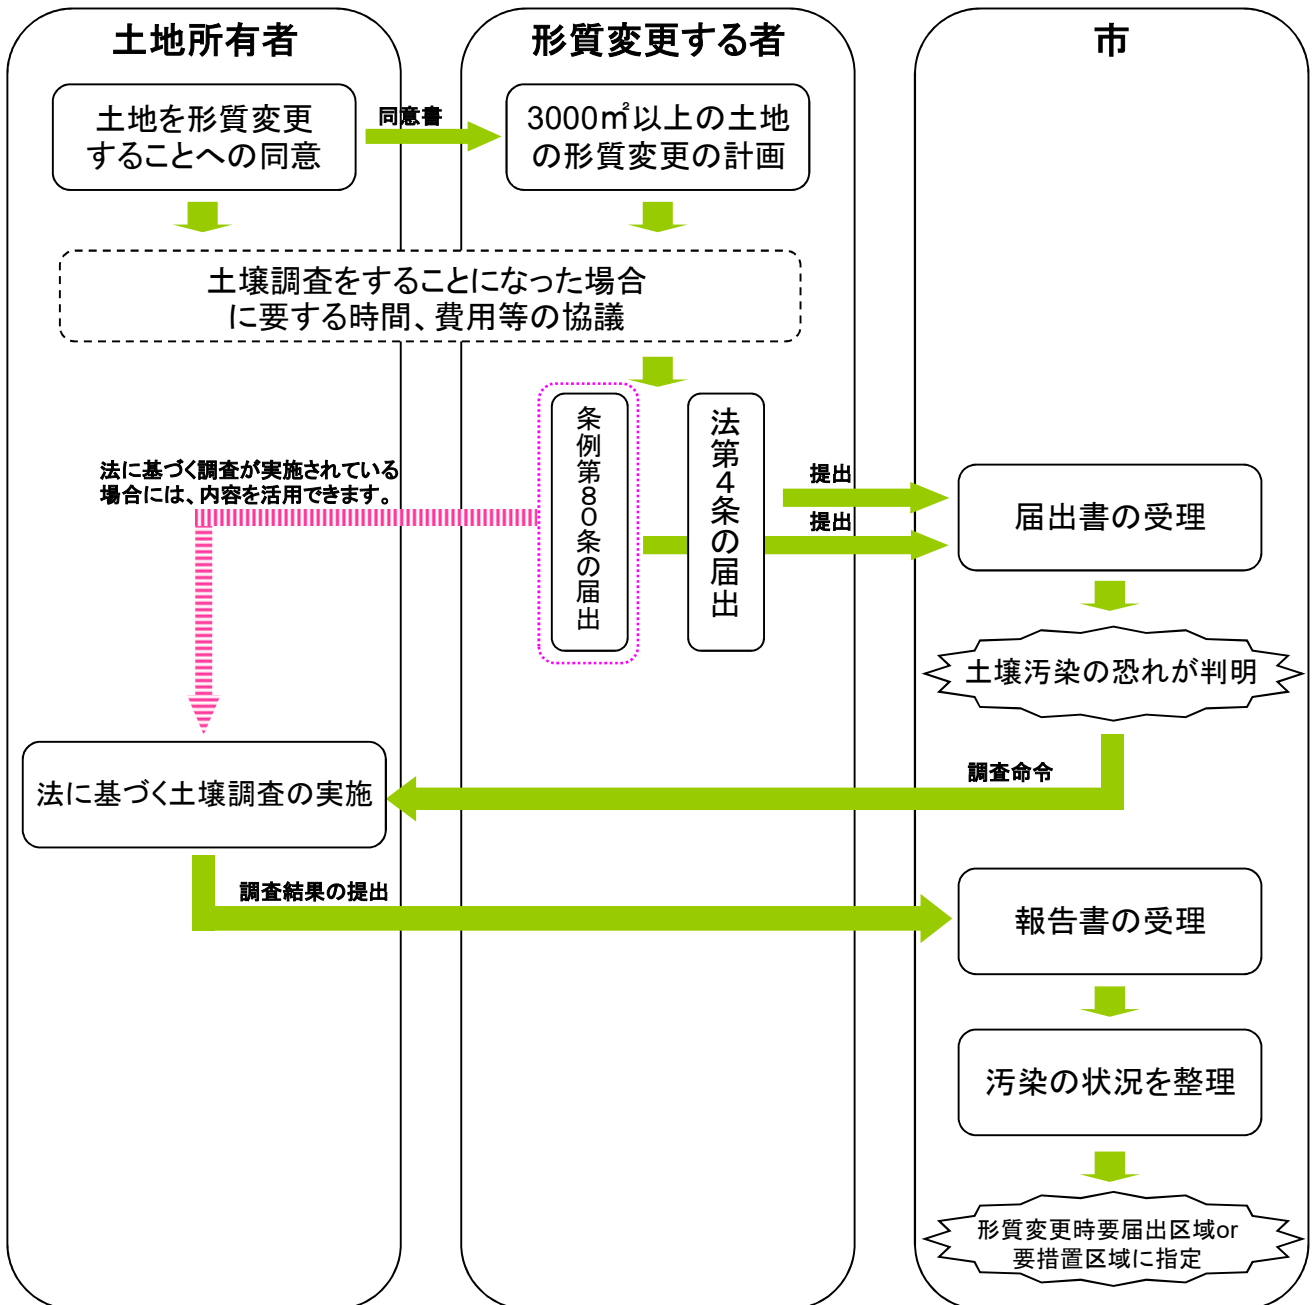 土地所有者
形質変更する者
市
土地を形質変更
することへの同意
同意書
3000㎡以上の土地
の形質変更の計画
土壌調査をすることになった場合
に要する時間、費用等の協議
条例第80条の届出
法第4条の届出
法に基づく調査が実施されている
場合には、内容を活用できます。
提出
提出
届出書の受理
土壌汚染の恐れが判明
調査命令
法に基づく土壌調査の実施
調査結果の提出
報告書の受理
汚染の状況を整理
形質変更時要届出区域or
要措置区域に指定